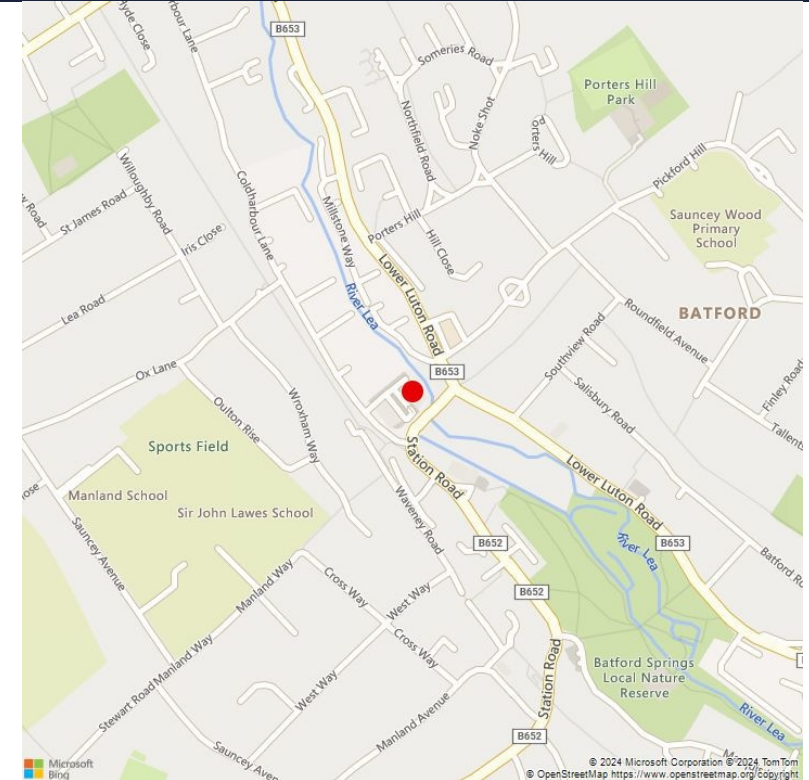 B653
Someries Road
Porters Hill
Park
Northfield Road
Noke Shot
Porters Hill
Pickford Hill
Willoughby Road
Coldharbour Lane
Sauncey Wood
Primary
School
St James Road
Iris Close
Millstone Way
Porters Hill
Hill Close
Lea Road
River Lea
Lower Luton Road
Roundfield Avenue
BATFORD
Southview Road
Ox Lane
B653
Salisbury Road
Finley Road
Oulton Rise
Wroxham Way
Sports Field
Station Road
Manland School
Sir John Lawes School
Waveney Road
Lower Luton Road
Sauncey Avenue
B652
River Lea
B653
Manland Way
Cross Way
West Way
B652
Cross Way
Stewart Road
Manland Way
West Way
Station Road
Batford Springs
Local Nature
Reserve
Manland Avenue
River Lea
B652
Microsoft
Bing
© 2024 Microsoft Corporation © 2024 TomTom
© OpenStreetMap https://www.openstreetmap.org/copyright